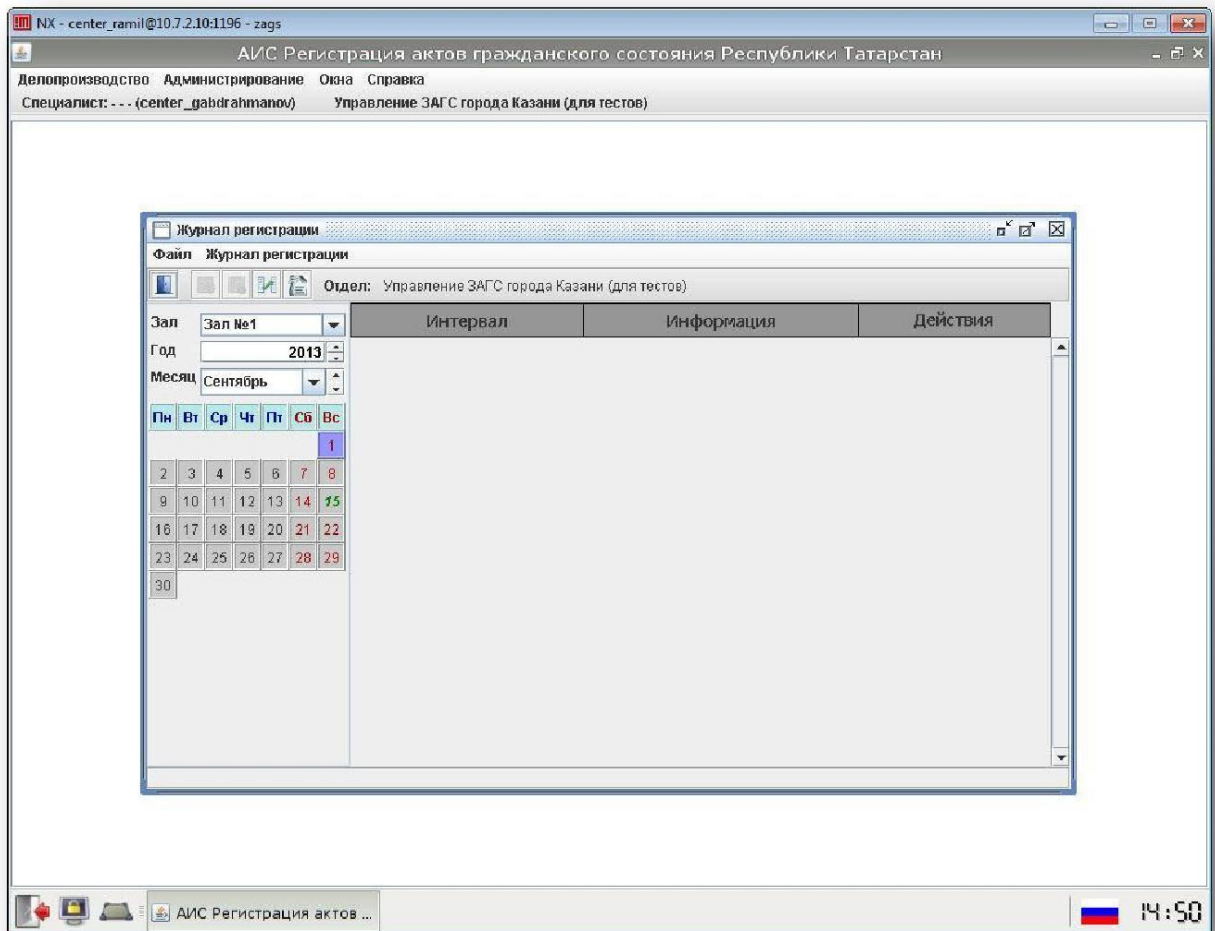 NX - center_ramil@10.7.2.10:1196 - zags
АИС Регистрация актов гражданского состояния Республики Татарстан
Делопроизводство Администрирование Окна Справка
Специалист: - - - (center_gabdrahmanov) Управление ЗАГС города Казани (для тестов)
Журнал регистрации
Файл Журнал регистрации
Отдел: Управление ЗАГС города Казани (для тестов)
Зал Зал №1
Интервал Информация Действия
Год 2013
Месяц Сентябрь
Пн Вт Ср Чт Пт Сб Вс
1
2 3 4 5 6 7 8
9 10 11 12 13 14 15
16 17 18 19 20 21 22
23 24 25 26 27 28 29
30
АИС Регистрация актов ...
14:50